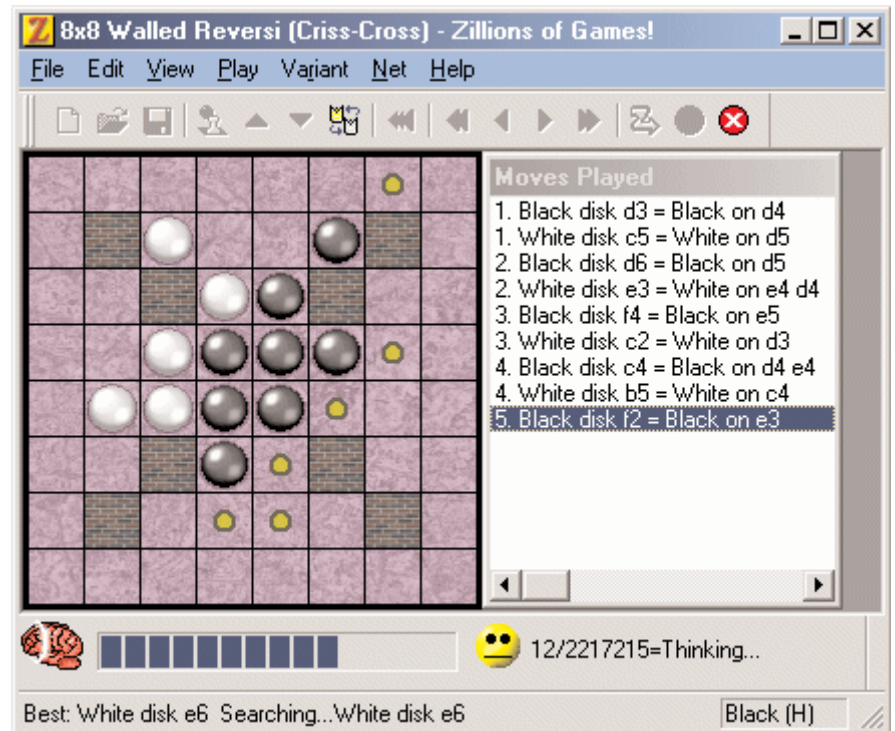 Z 8x8 Walled Reversi (Criss-Cross) - Zillions of Games!
File Edit View Play Variant Net Help
Moves Played
1. Black disk d3 = Black on d4
1. White disk c5 = White on d5
2. Black disk d6 = Black on d5
2. White disk e3 = White on e4 d4
3. Black disk f4 = Black on e5
3. White disk c2 = White on d3
4. Black disk c4 = Black on d4 e4
4. White disk b5 = White on c4
5. Black disk f2 = Black on e3
12/2217215=Thinking...
Best: White disk e6 Searching...White disk e6 Black (H)